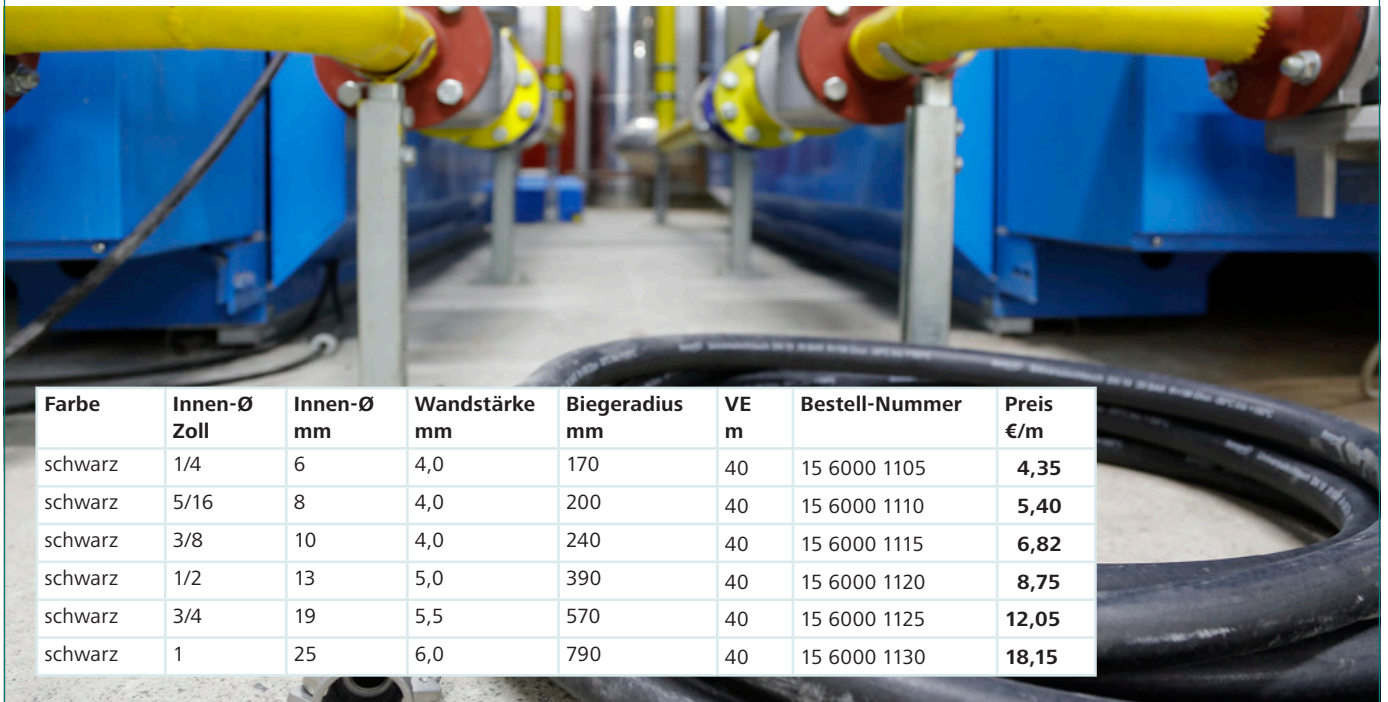 Farbe Innen-Ø Zoll Innen-Ø mm Wandstärke mm Biegeradius mm VE m Bestell-Nummer Preis €/m
schwarz 1/4 6 4,0 170 40 15 6000 1105 4,35
schwarz 5/16 8 4,0 200 40 15 6000 1110 5,40
schwarz 3/8 10 4,0 240 40 15 6000 1115 6,82
schwarz 1/2 13 5,0 390 40 15 6000 1120 8,75
schwarz 3/4 19 5,5 570 40 15 6000 1125 12,05
schwarz 1 25 6,0 790 40 15 6000 1130 18,15